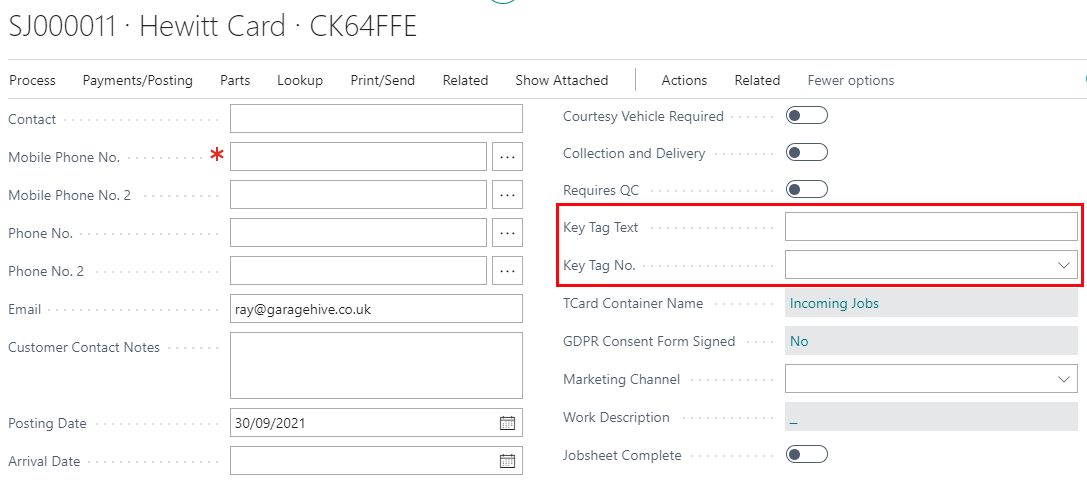 SJ000011 · Hewitt Card · CK64FFE
Process Payments/Posting Parts Lookup Print/Send Related Show Attached Actions Related Fewer options
Contact
Mobile Phone No. *
Mobile Phone No. 2
Phone No.
Phone No. 2
Email ray@garagehive.co.uk
Customer Contact Notes
Posting Date 30/09/2021
Arrival Date
Courtesy Vehicle Required
Collection and Delivery
Requires QC
Key Tag Text
Key Tag No.
TCard Container Name Incoming Jobs
GDPR Consent Form Signed No
Marketing Channel
Work Description _
Jobsheet Complete